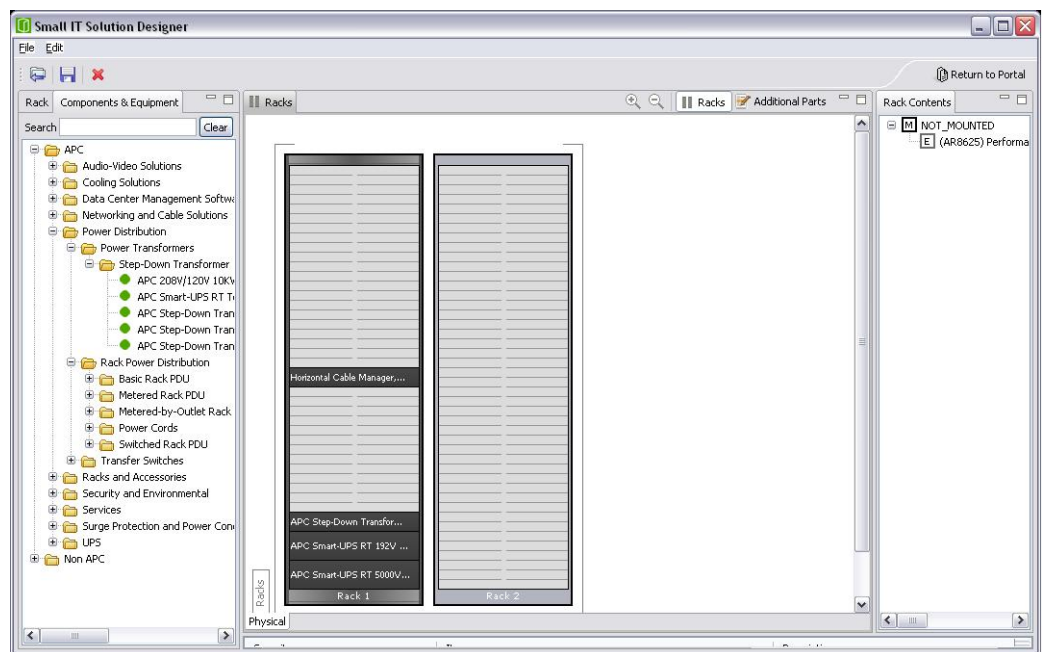 Small IT Solution Designer
File Edit
Return to Portal
Rack Components & Equipment
Search Clear
APC
Audio-Video Solutions
Cooling Solutions
Data Center Management Softwa
Networking and Cable Solutions
Power Distribution
Power Transformers
Step-Down Transformer
APC 208V/120V 10KV
APC Smart-UPS RT T
APC Step-Down Tran
APC Step-Down Tran
APC Step-Down Tran
Rack Power Distribution
Basic Rack PDU
Metered Rack PDU
Metered-by-Outlet Rack
Power Cords
Switched Rack PDU
Transfer Switches
Racks and Accessories
Security and Environmental
Services
Surge Protection and Power Con
UPS
Non APC
Racks
Racks Additional Parts
Horizontal Cable Manager,...
APC Step-Down Transfor...
APC Smart-UPS RT 192V ...
APC Smart-UPS RT 5000V...
Rack 1 Rack 2
Racks
Physical
Rack Contents
M NOT_MOUNTED
E (AR8625) Performa